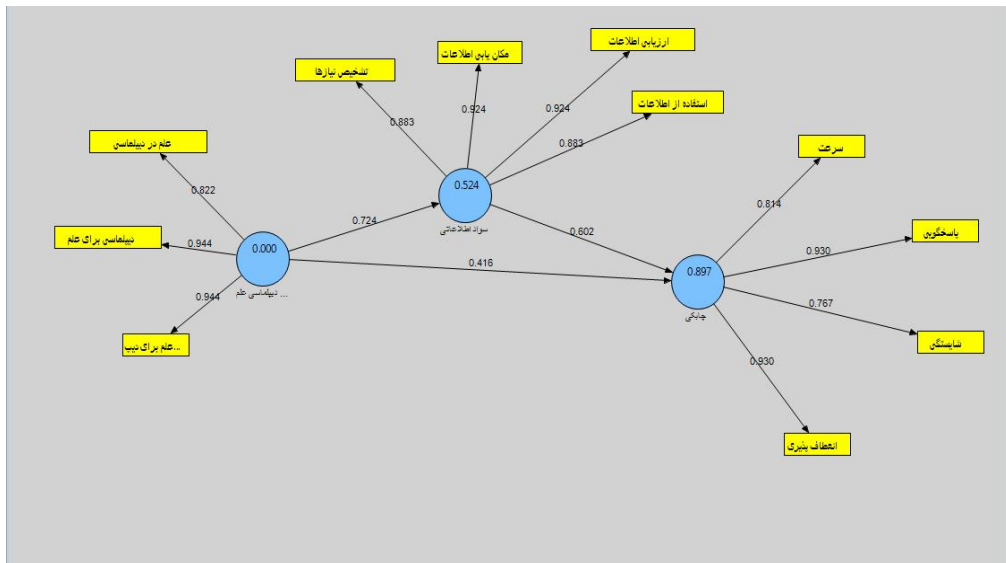 ارزیابی اطلاعات
مکان یابی اطلاعات
تشخیص نیازها
استفاده از اطلاعات
0.924
0.924
0.883
0.883
علم در دیپلماسی
سرعت
0.822
0.524
0.814
0.724
سواد اطلاعاتی
0.602
پاسخگویی
دیپلماسی برای علم
0.944
0.000
0.930
0.416
0.897
دیپلماسی علم ...
0.944
0.767
چابکی
علم برای دیپ...
شایستگی
0.930
انعطاف پذیری